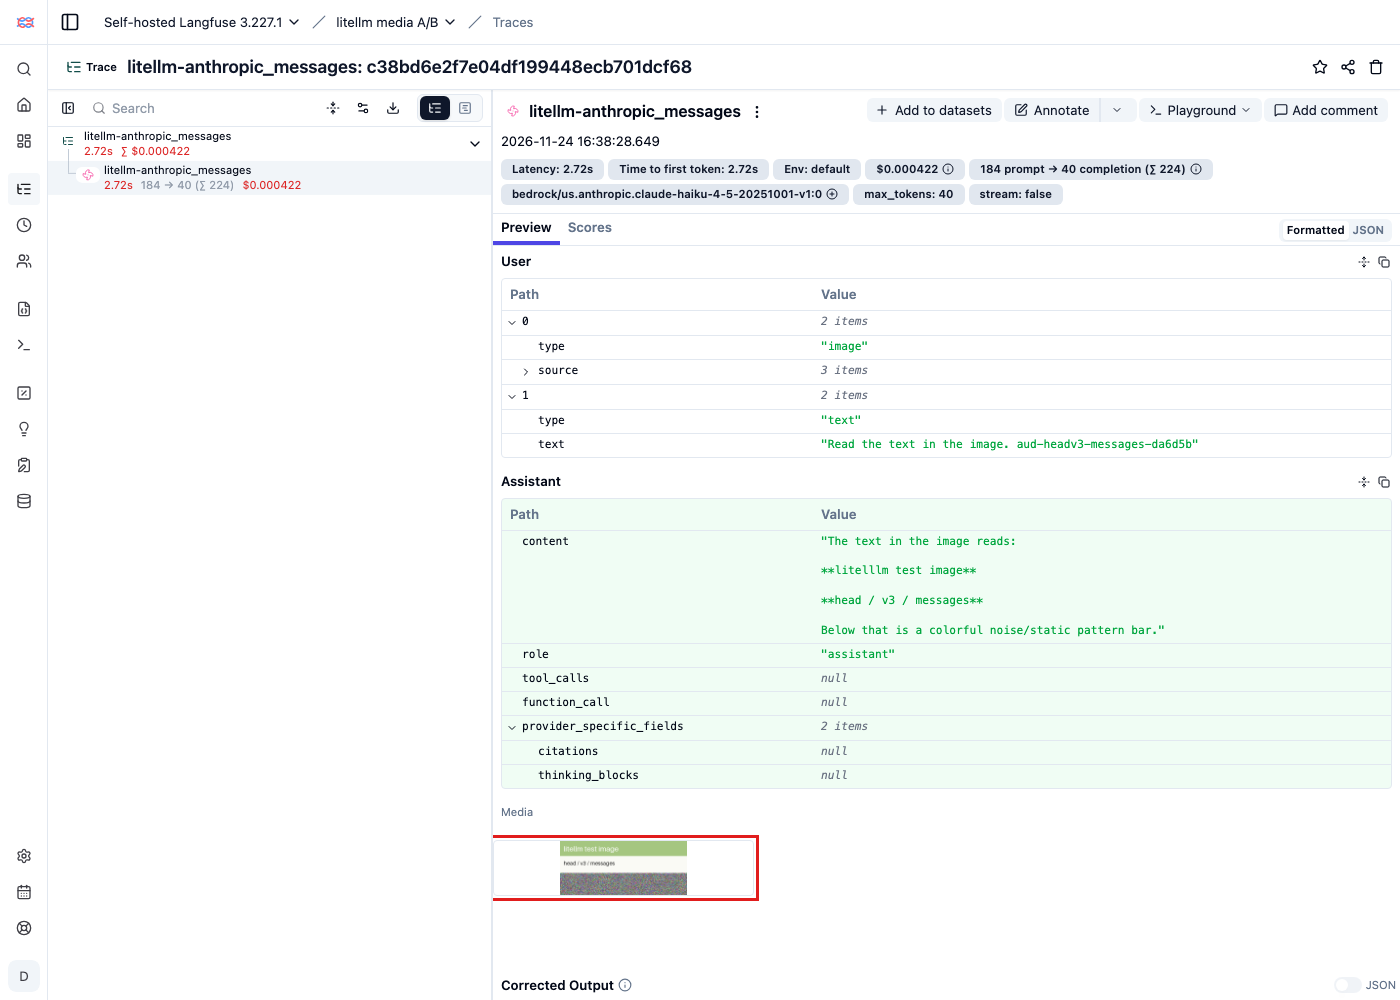 Self-hosted Langfuse 3.227.1
litellm media A/B
Traces
Trace
litellm-anthropic_messages: c38bd6e2f7e04df199448ecb701dcf68
Search
litellm-anthropic_messages
2.72s ∑ $0.000422
litellm-anthropic_messages
2.72s 184 → 40 (∑ 224) $0.000422
litellm-anthropic_messages
Add to datasets
Annotate
Playground
Add comment
2026-11-24 16:38:28.649
Latency: 2.72s
Time to first token: 2.72s
Env: default
$0.000422
184 prompt → 40 completion (∑ 224)
bedrock/us.anthropic.claude-haiku-4-5-20251001-v1:0
max_tokens: 40
stream: false
Preview
Scores
Formatted
JSON
User
Path Value
0 2 items
type "image"
source 3 items
1 2 items
type "text"
text "Read the text in the image. aud-headv3-messages-da6d5b"
Assistant
Path Value
content "The text in the image reads:
**litelllm test image**
**head / v3 / messages**
Below that is a colorful noise/static pattern bar."
role "assistant"
tool_calls null
function_call null
provider_specific_fields 2 items
citations null
thinking_blocks null
Media
litellm test image
head / v3 / messages
Corrected Output
JSON
D